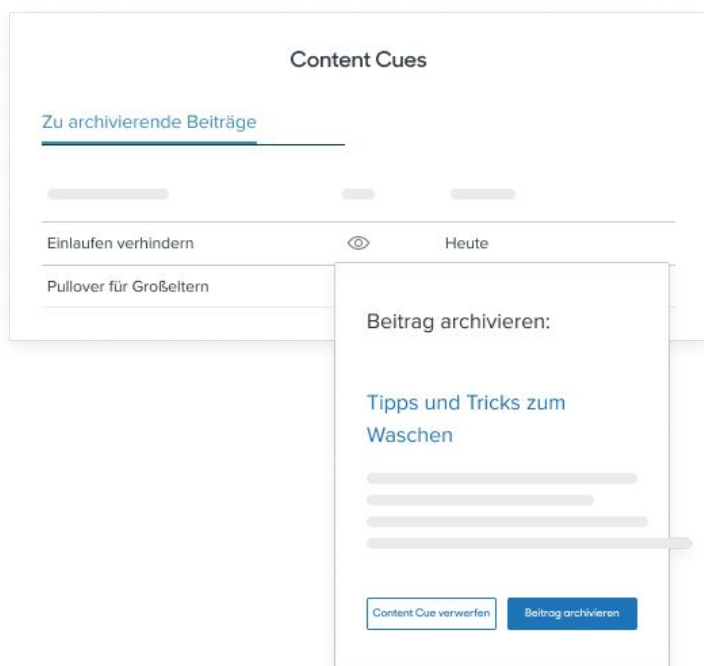 Content Cues
Zu archivierende Beiträge
Einlaufen verhindern
Heute
Pullover für Großeltern
Beitrag archivieren:
Tipps und Tricks zum
Waschen
Content Cue verwerfen
Beitrag archivieren